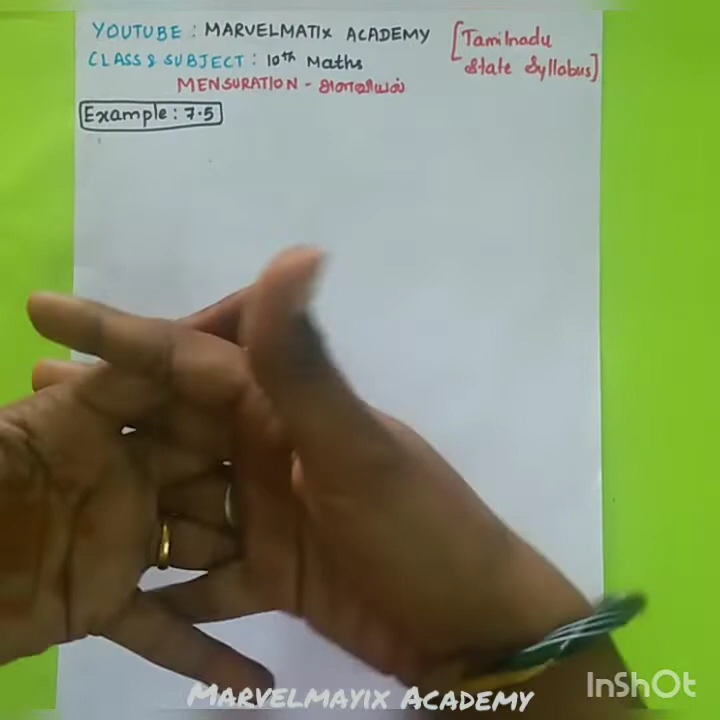 YOUTUBE : MARVELMATIX ACADEMY
CLASS & SUBJECT : 10th Maths
[Tamilnadu
State Syllabus]
MENSURATION - அளவியல்
Example : 7.5
InShOt
MARVELMAYIX ACADEMY